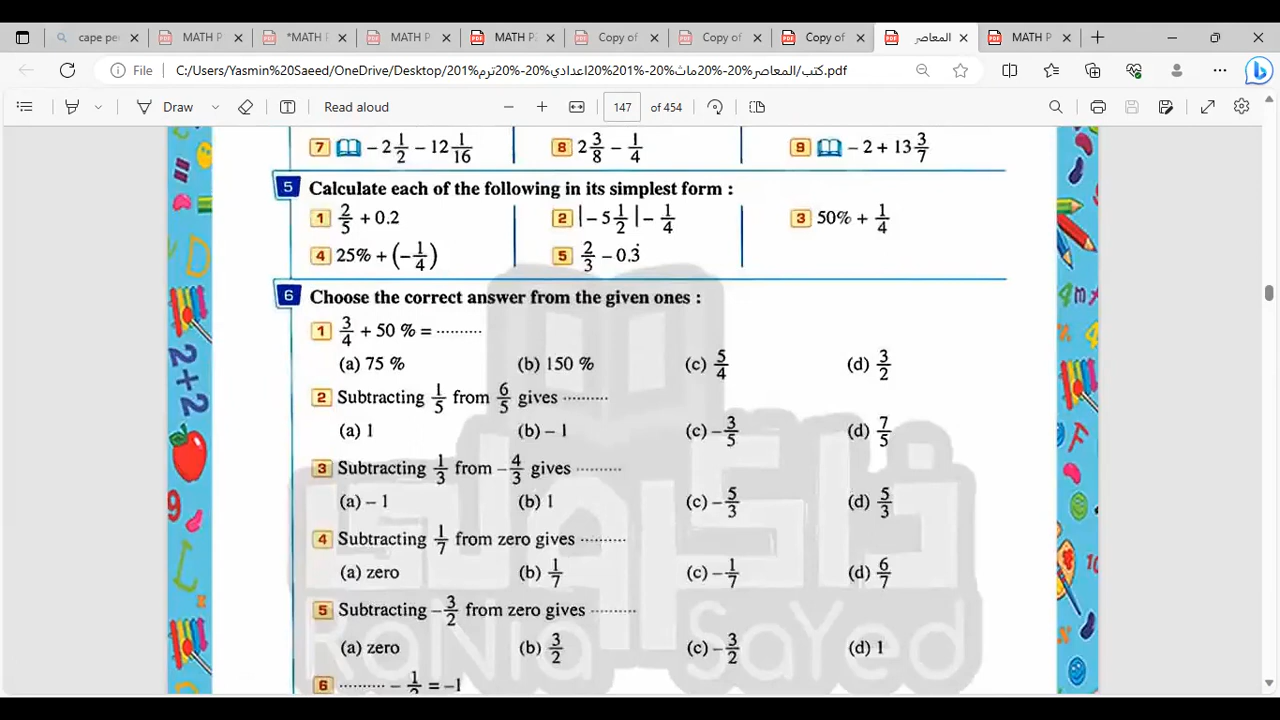 cape pe
MATH P
*MATH F
MATH P
MATH P
Copy of
Copy of
Copy of
المعاصر
MATH P
File C:/Users/Yasmin%20Saeed/OneDrive/Desktop/كتب/المعاصر%20-%20ماث%201%20اعدادي%20-%20ترم%201.pdf
Draw
Read aloud
147 of 454
7 - 2 1/2 - 12 1/16
8 2 3/8 - 1/4
9 - 2 + 13 3/7
5 Calculate each of the following in its simplest form :
1 2/5 + 0.2
2 | - 5 1/2 | - 1/4
3 50% + 1/4
4 25% + (- 1/4)
5 2/3 - 0.3̇
6 Choose the correct answer from the given ones :
1 3/4 + 50 % = ··········
(a) 75 % (b) 150 % (c) 5/4 (d) 3/2
2 Subtracting 1/5 from 6/5 gives ··········
(a) 1 (b) - 1 (c) - 3/5 (d) 7/5
3 Subtracting 1/3 from - 4/3 gives ··········
(a) - 1 (b) 1 (c) - 5/3 (d) 5/3
4 Subtracting 1/7 from zero gives ··········
(a) zero (b) 1/7 (c) - 1/7 (d) 6/7
5 Subtracting - 3/2 from zero gives ··········
(a) zero (b) 3/2 (c) - 3/2 (d) 1
RaNia SaYed